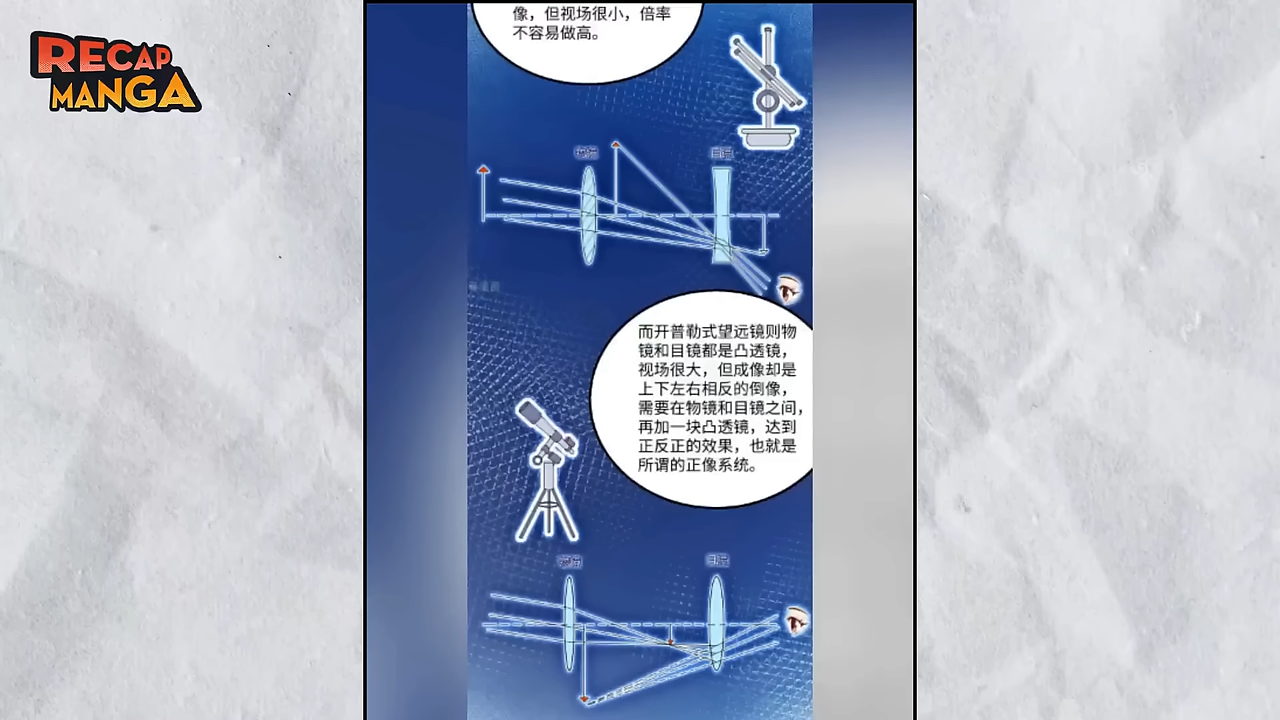 RECAP
MANGA
像，但视场很小，倍率
不容易做高。
而开普勒式望远镜则物
镜和目镜都是凸透镜，
视场很大，但成像却是
上下左右相反的倒像，
需要在物镜和目镜之间，
再加一块凸透镜，达到
正反正的效果，也就是
所谓的正像系统。